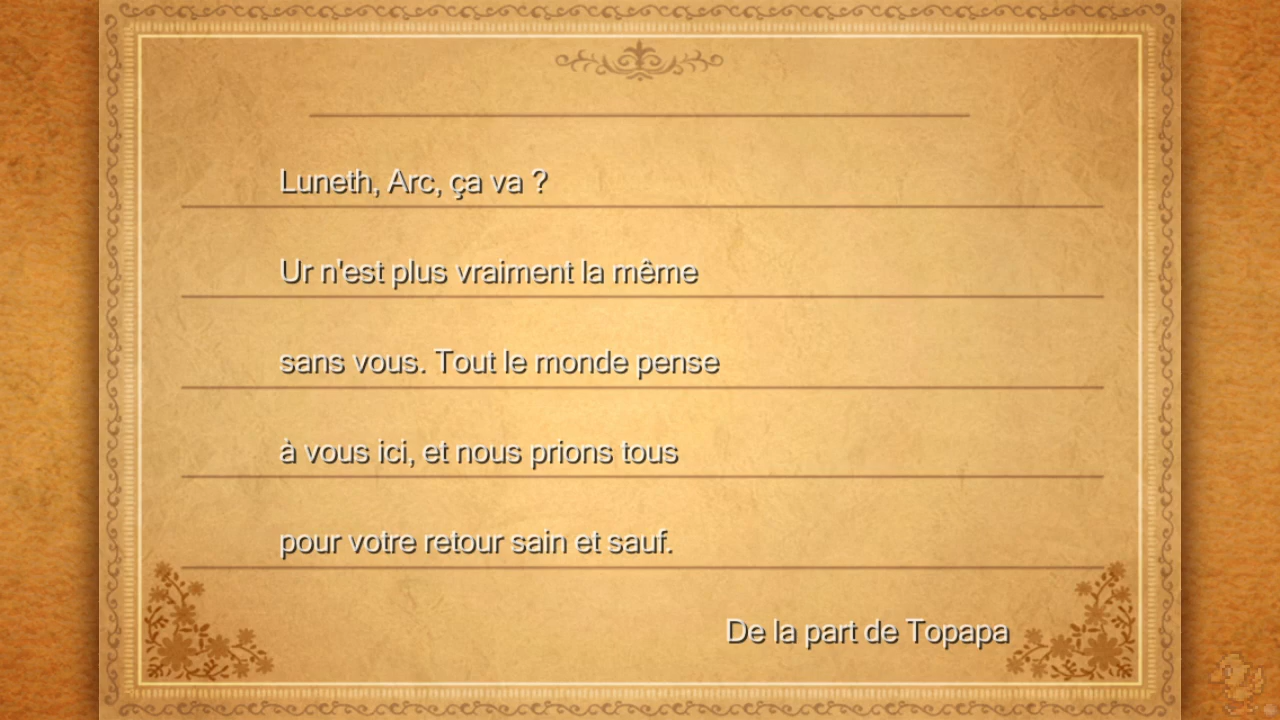 Luneth, Arc, ça va ?
Ur n'est plus vraiment la même
sans vous. Tout le monde pense
à vous ici, et nous prions tous
pour votre retour sain et sauf.
De la part de Topapa